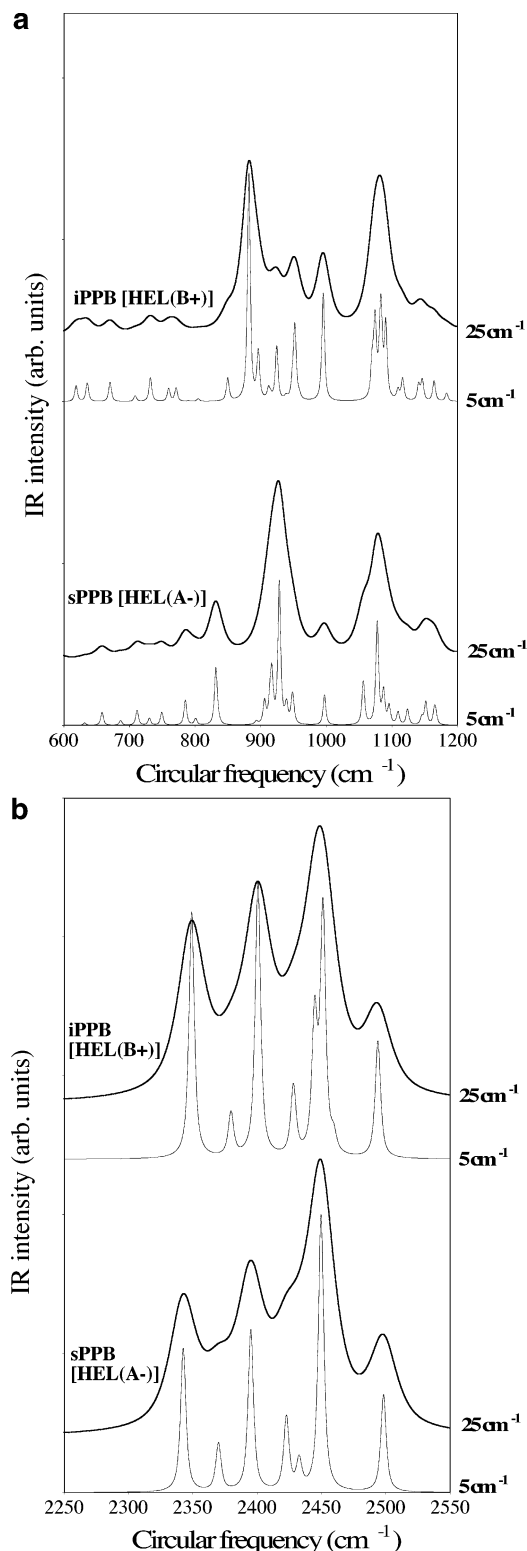 a
IR intensity (arb. units)
iPPB [HEL(B+)]
25cm⁻¹
5cm⁻¹
sPPB [HEL(A-)]
25cm⁻¹
5cm⁻¹
600 700 800 900 1000 1100 1200
Circular frequency (cm ⁻¹)
b
IR intensity (arb. units)
iPPB
[HEL(B+)]
25cm⁻¹
5cm⁻¹
sPPB
[HEL(A-)]
25cm⁻¹
5cm⁻¹
2250 2300 2350 2400 2450 2500 2550
Circular frequency (cm ⁻¹)